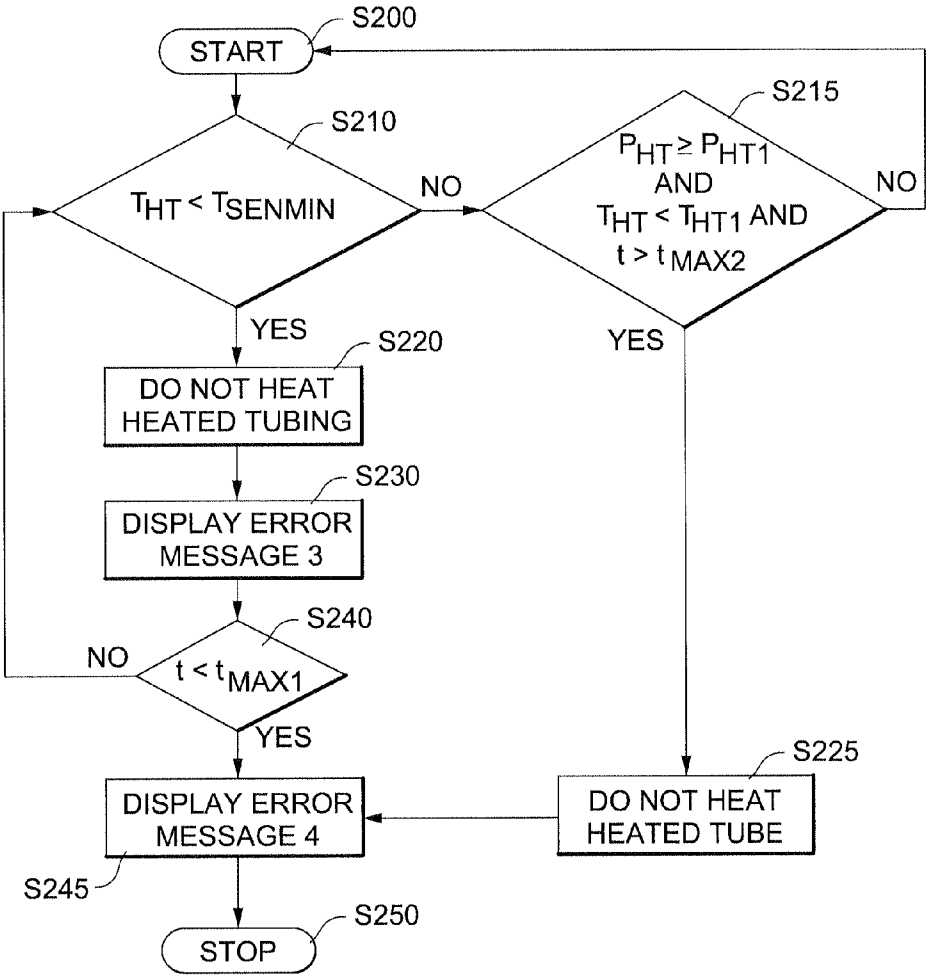 S200
START
S210
T_HT < T_SENMIN
NO
YES
S215
P_HT ≥ P_HT1
AND
T_HT < T_HT1 AND
t > t_MAX2
NO
YES
S220
DO NOT HEAT
HEATED TUBING
S230
DISPLAY ERROR
MESSAGE 3
S240
t < t_MAX1
NO
YES
S225
DO NOT HEAT
HEATED TUBE
DISPLAY ERROR
MESSAGE 4
S245
S250
STOP